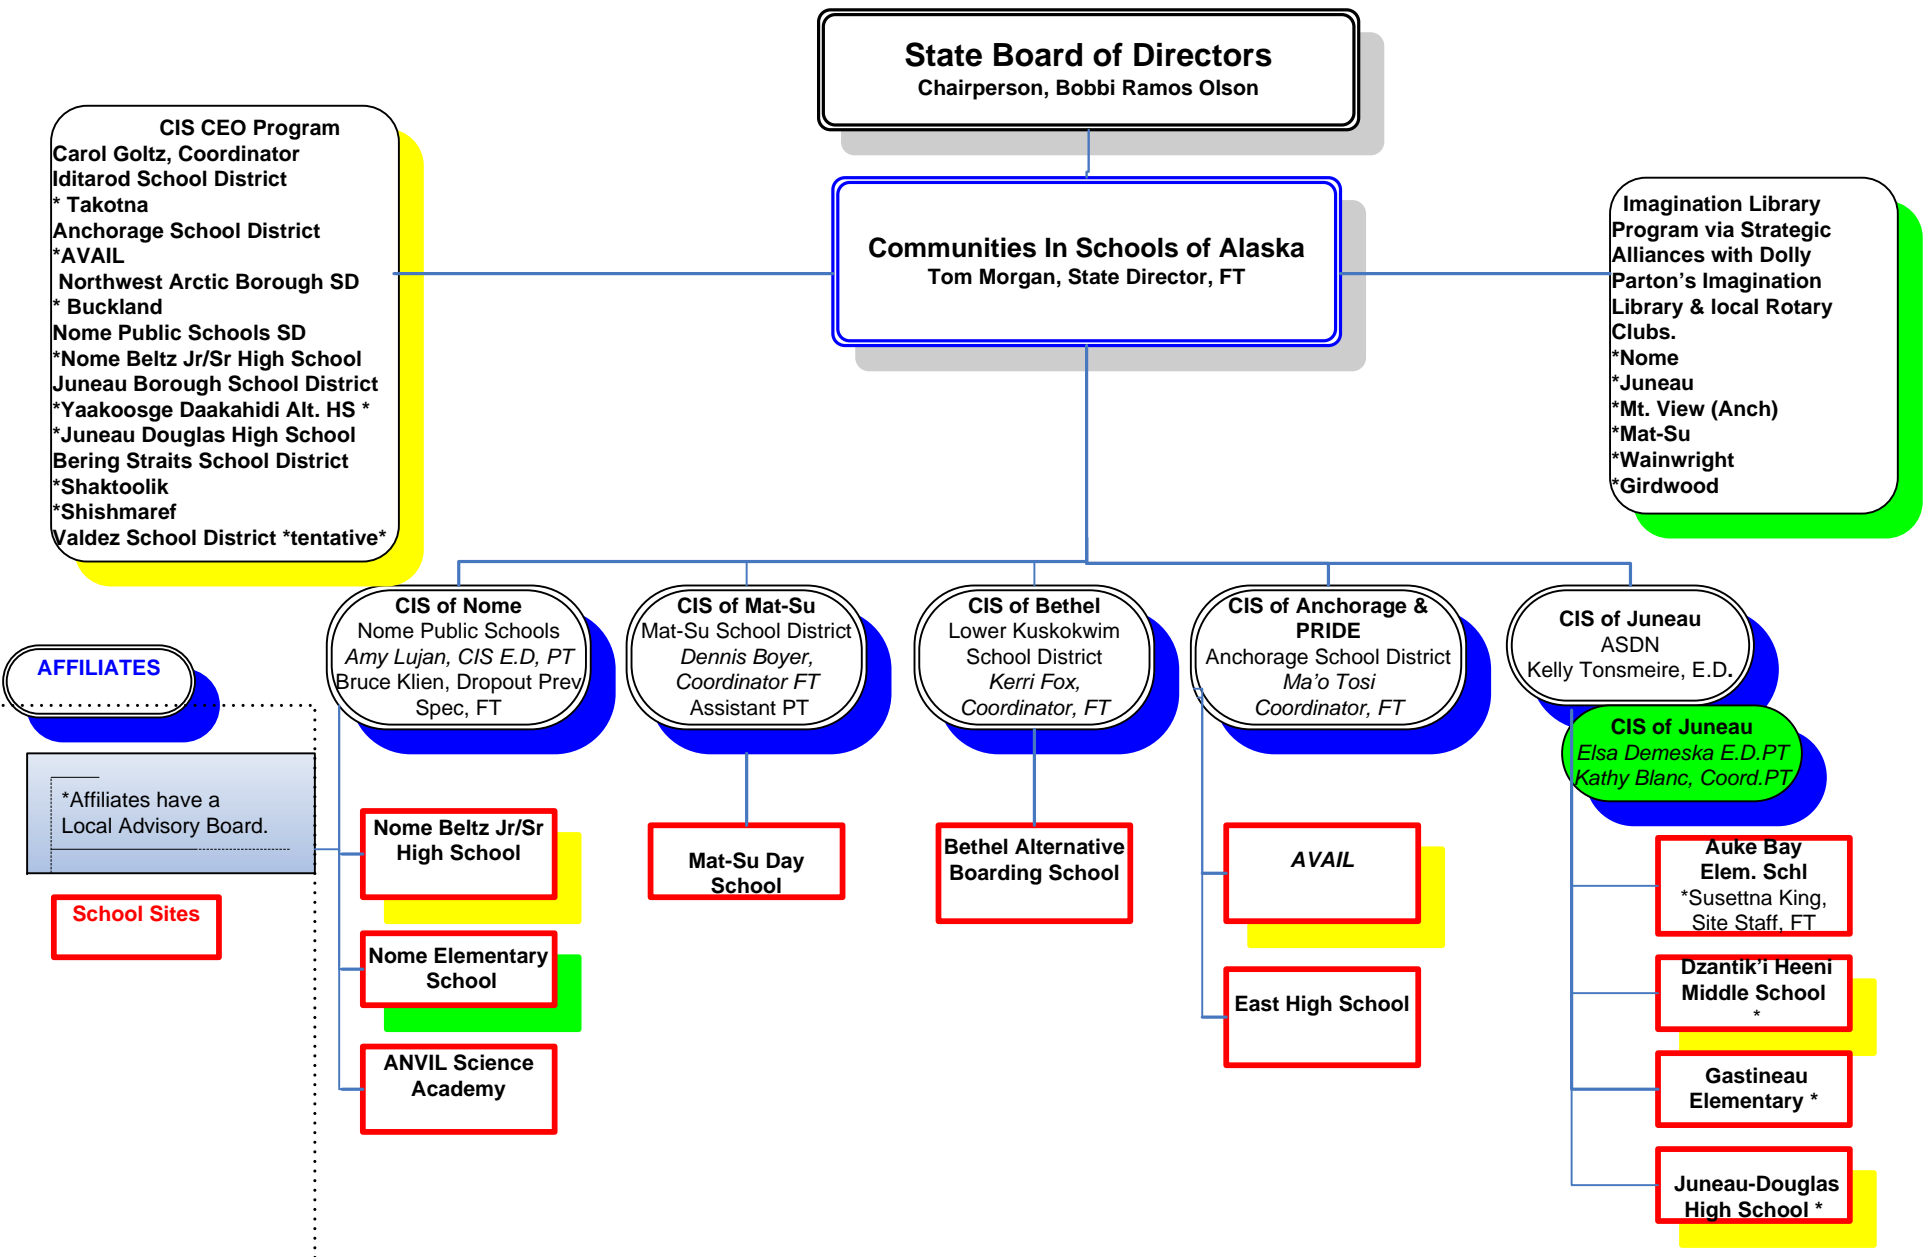 State Board of Directors
Chairperson, Bobbi Ramos Olson
CIS CEO Program
Carol Goltz, Coordinator
Iditarod School District
* Takotna
Anchorage School District
*AVAIL
Northwest Arctic Borough SD
* Buckland
Nome Public Schools SD
*Nome Beltz Jr/Sr High School
Juneau Borough School District
*Yaakoosge Daakahidi Alt. HS *
*Juneau Douglas High School
Bering Straits School District
*Shaktoolik
*Shishmaref
Valdez School District *tentative*
Communities In Schools of Alaska
Tom Morgan, State Director, FT
Imagination Library
Program via Strategic
Alliances with Dolly
Parton’s Imagination
Library & local Rotary
Clubs.
*Nome
*Juneau
*Mt. View (Anch)
*Mat-Su
*Wainwright
*Girdwood
AFFILIATES
*Affiliates have a
Local Advisory Board.
School Sites
CIS of Nome
Nome Public Schools
Amy Lujan, CIS E.D, PT
Bruce Klien, Dropout Prev
Spec, FT
Nome Beltz Jr/Sr
High School
Nome Elementary
School
ANVIL Science
Academy
CIS of Mat-Su
Mat-Su School District
Dennis Boyer,
Coordinator FT
Assistant PT
Mat-Su Day
School
CIS of Bethel
Lower Kuskokwim
School District
Kerri Fox,
Coordinator, FT
Bethel Alternative
Boarding School
CIS of Anchorage &
PRIDE
Anchorage School District
Ma’o Tosi
Coordinator, FT
AVAIL
East High School
CIS of Juneau
ASDN
Kelly Tonsmeire, E.D.
CIS of Juneau
Elsa Demeska E.D.PT
Kathy Blanc, Coord.PT
Auke Bay
Elem. Schl
*Susettna King,
Site Staff, FT
Dzantik’i Heeni
Middle School
*
Gastineau
Elementary *
Juneau-Douglas
High School *